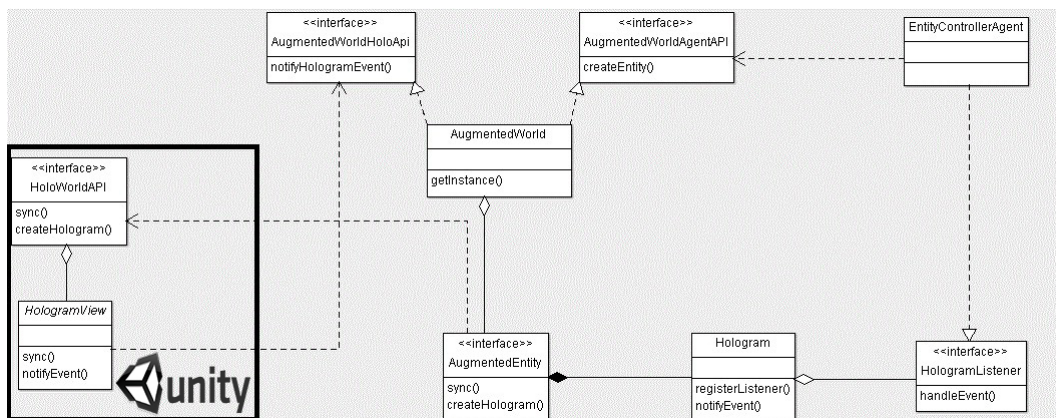 <<interface>>
AugmentedWorldHoloApi
notifyHologramEvent()
<<interface>>
AugmentedWorldAgentAPI
createEntity()
EntityControllerAgent
AugmentedWorld
getInstance()
<<interface>>
HoloWorldAPI
sync()
createHologram()
HologramView
sync()
notifyEvent()
unity
<<interface>>
AugmentedEntity
sync()
createHologram()
Hologram
registerListener()
notifyEvent()
<<interface>>
HologramListener
handleEvent()